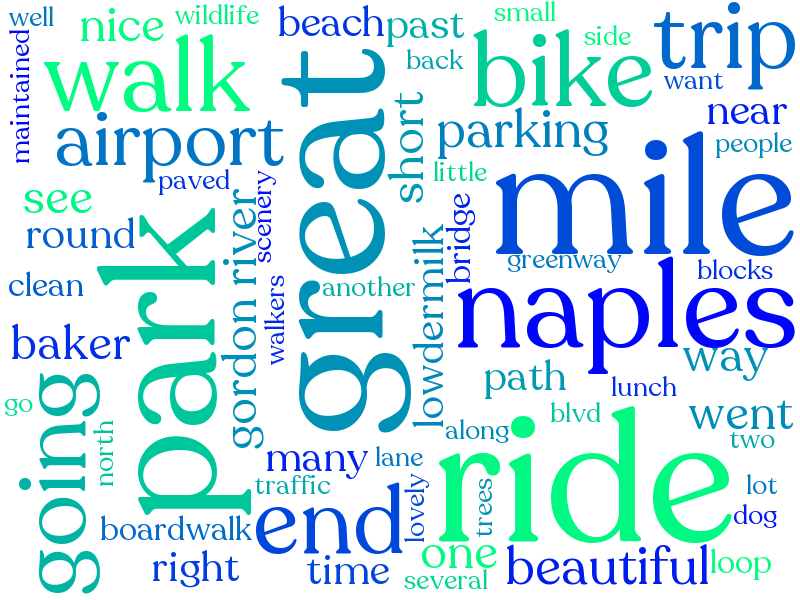 well
wildlife
nice
beach
past
small
side
trip
walk
back
bike
want
maintained
great
near
airport
short
parking
people
paved
little
mile
see
scenery
round
gordon river
park
bridge
greenway
blocks
clean
another
lowdermilk
naples
walkers
baker
way
path
lunch
going
go
blvd
went
north
along
two
many
lane
ride
traffic
lovely
trees
lot
boardwalk
end
dog
one
right
time
several
beautiful
loop